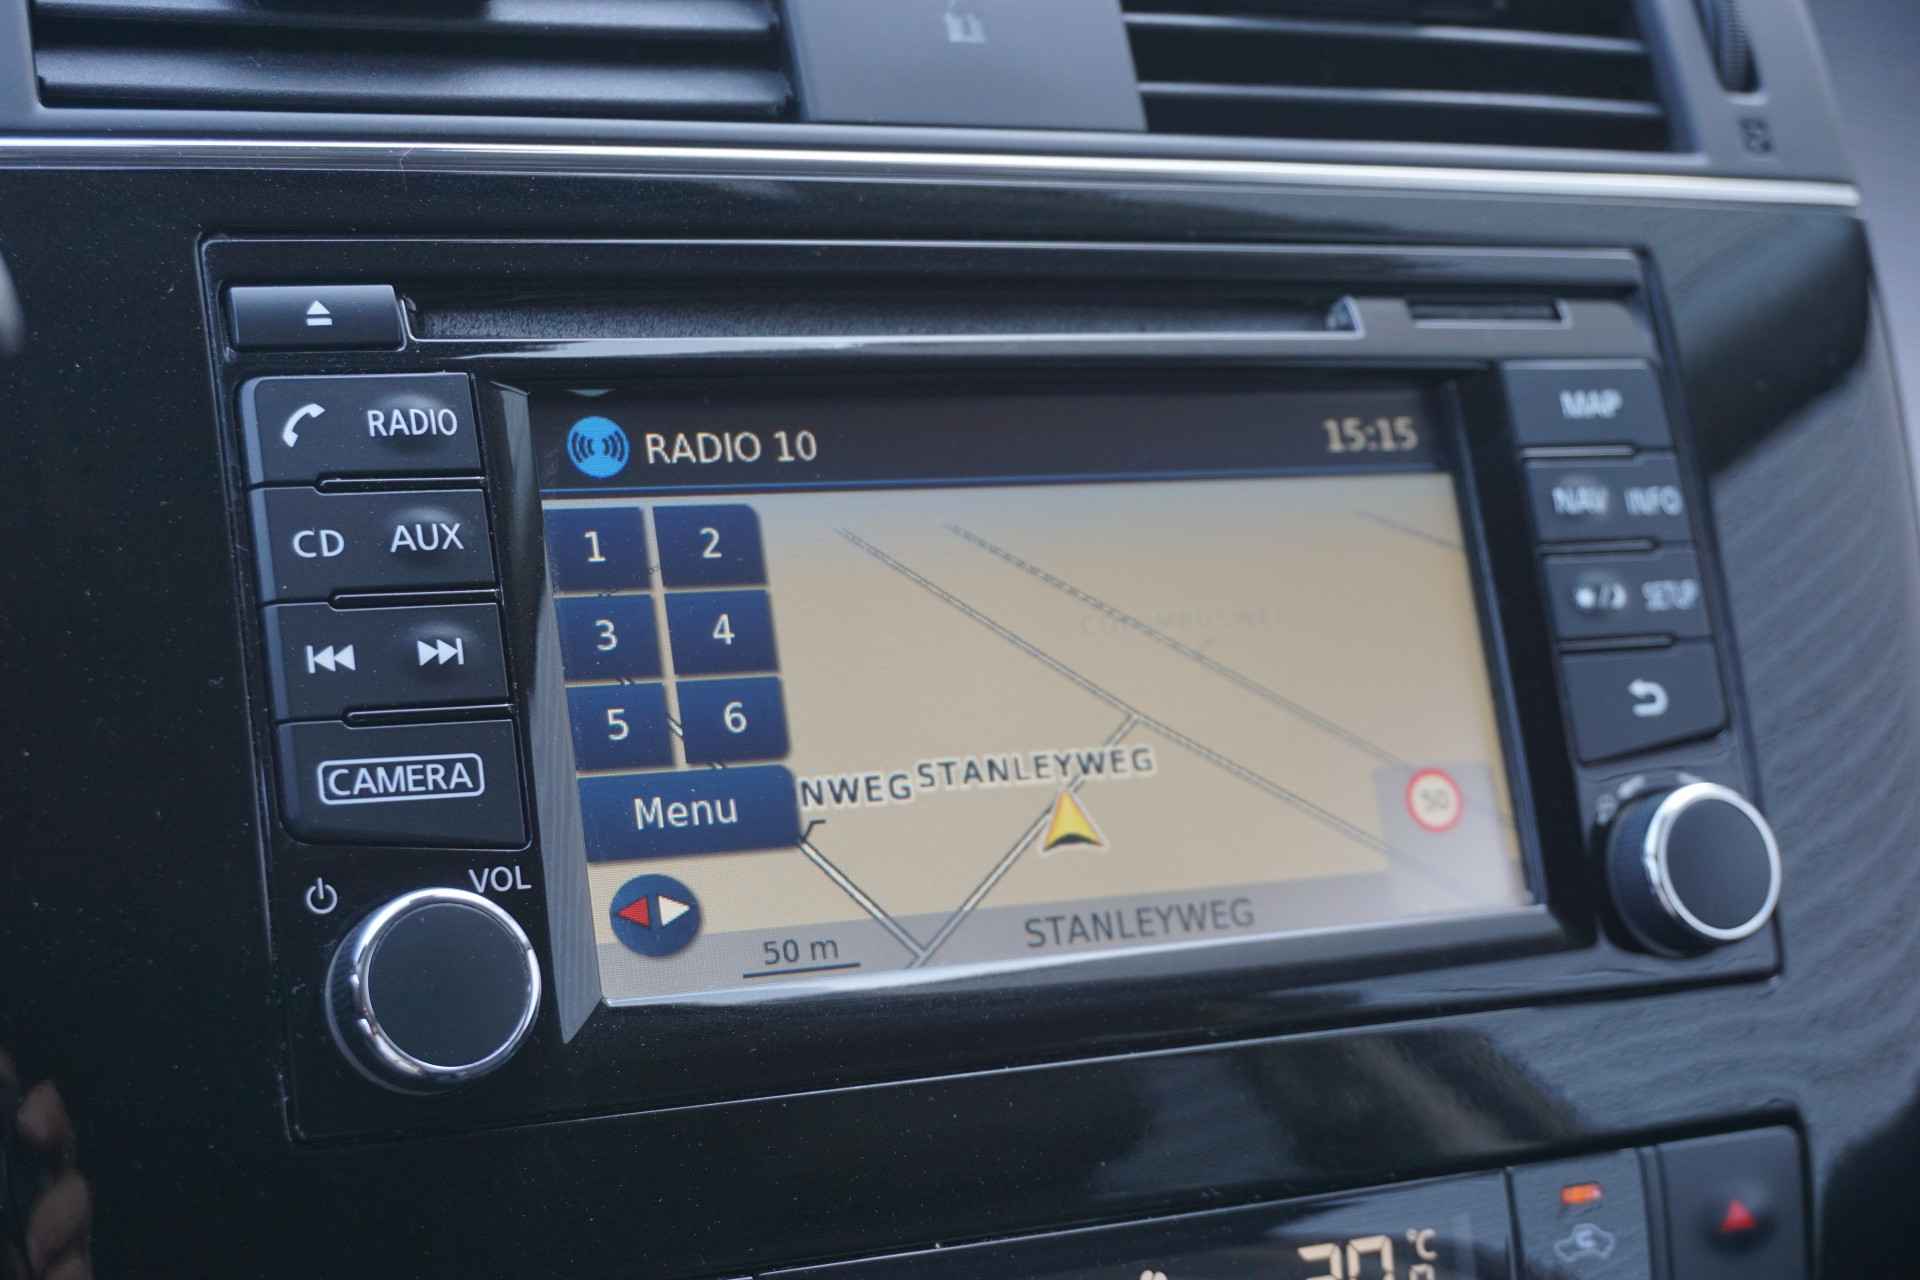 RADIO
CD AUX
CAMERA
VOL
RADIO 10 15:15
1 2
3 4
5 6
Menu
NWEG STANLEYWEG
50
50 m
STANLEYWEG
MAP
NAV INFO
SETUP
°C